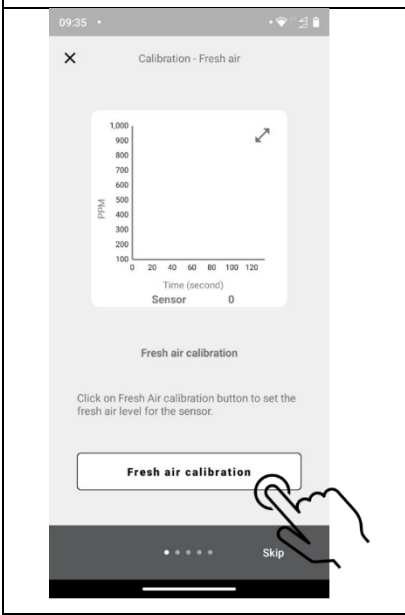 09:35
Calibration - Fresh air
1,000
900
800
700
600
500
400
300
200
100
PPM
0 20 40 60 80 100 120
Time (second)
Sensor 0
Fresh air calibration
Click on Fresh Air calibration button to set the
fresh air level for the sensor.
Fresh air calibration
Skip